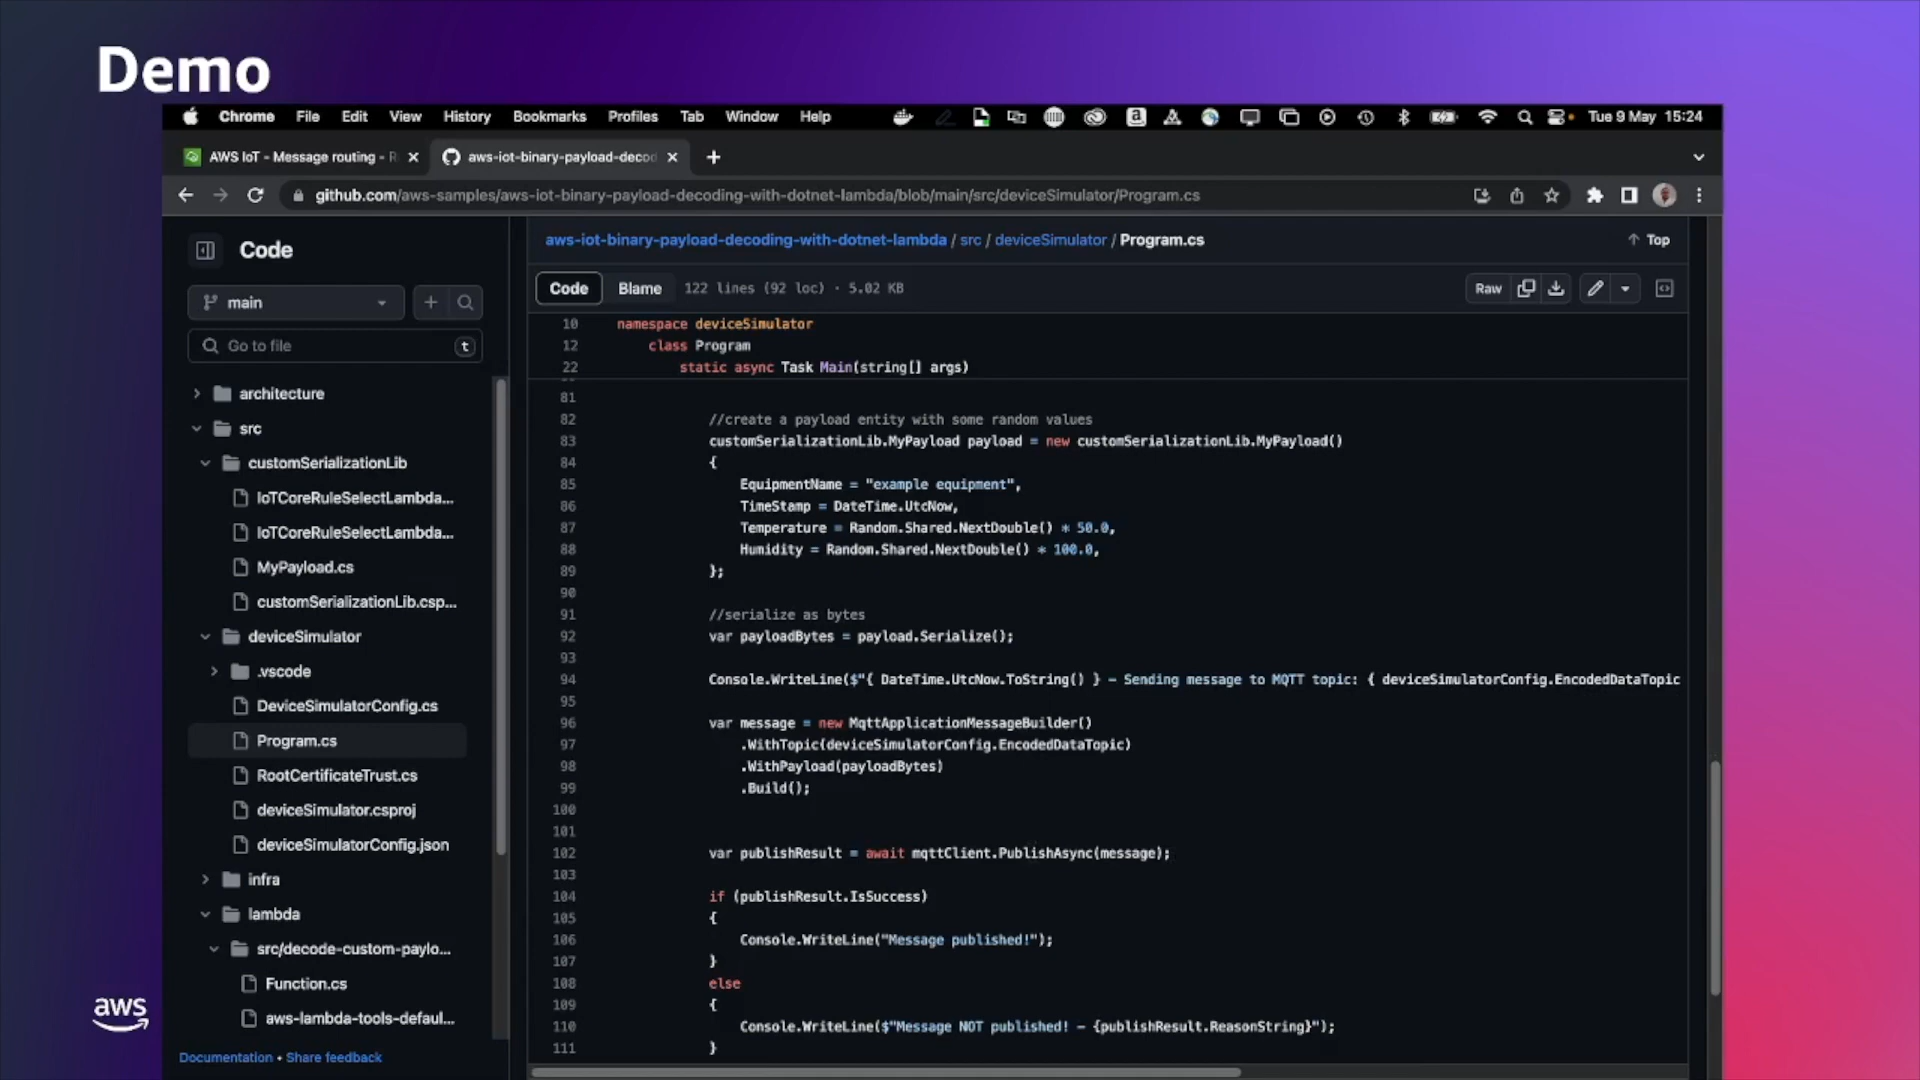 Demo
Chrome File Edit View History Bookmarks Profiles Tab Window Help Tue 9 May 15:24
AWS IoT - Message routing - R
aws-iot-binary-payload-decod
github.com/aws-samples/aws-iot-binary-payload-decoding-with-dotnet-lambda/blob/main/src/deviceSimulator/Program.cs
Code
main
Go to file t
architecture
src
customSerializationLib
IoTCoreRuleSelectLambda...
IoTCoreRuleSelectLambda...
MyPayload.cs
customSerializationLib.csp...
deviceSimulator
.vscode
DeviceSimulatorConfig.cs
Program.cs
RootCertificateTrust.cs
deviceSimulator.csproj
deviceSimulatorConfig.json
infra
lambda
src/decode-custom-paylo...
Function.cs
aws-lambda-tools-defaul...
Documentation • Share feedback
aws
aws-iot-binary-payload-decoding-with-dotnet-lambda / src / deviceSimulator / Program.cs
Top
Code Blame 122 lines (92 loc) · 5.02 KB
Raw
10 namespace deviceSimulator
12 class Program
22 static async Task Main(string[] args)
81
82 //create a payload entity with some random values
83 customSerializationLib.MyPayload payload = new customSerializationLib.MyPayload()
84 {
85 EquipmentName = "example equipment",
86 TimeStamp = DateTime.UtcNow,
87 Temperature = Random.Shared.NextDouble() * 50.0,
88 Humidity = Random.Shared.NextDouble() * 100.0,
89 };
90
91 //serialize as bytes
92 var payloadBytes = payload.Serialize();
93
94 Console.WriteLine($"{ DateTime.UtcNow.ToString() } - Sending message to MQTT topic: { deviceSimulatorConfig.EncodedDataTopic
95
96 var message = new MqttApplicationMessageBuilder()
97 .WithTopic(deviceSimulatorConfig.EncodedDataTopic)
98 .WithPayload(payloadBytes)
99 .Build();
100
101
102 var publishResult = await mqttClient.PublishAsync(message);
103
104 if (publishResult.IsSuccess)
105 {
106 Console.WriteLine("Message published!");
107 }
108 else
109 {
110 Console.WriteLine($"Message NOT published! - {publishResult.ReasonString}");
111 }